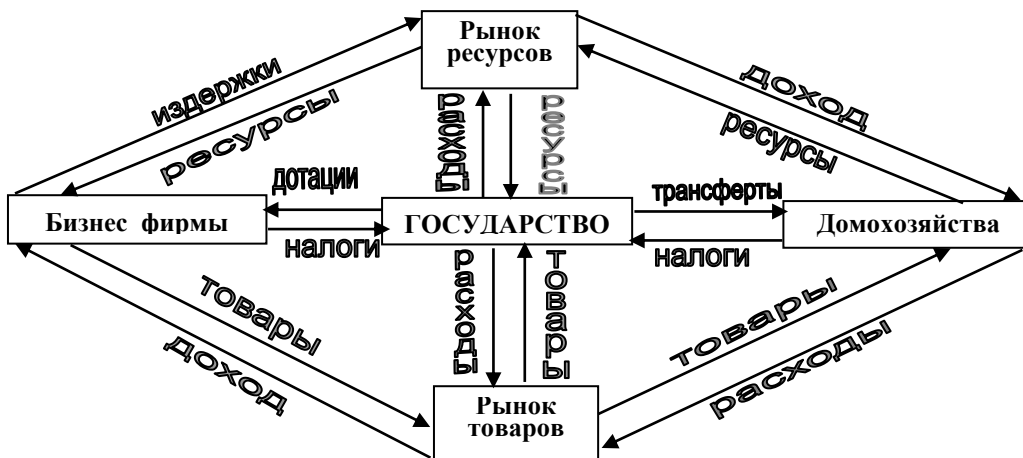 Рынок
ресурсов
издержки
ресурсы
доход
ресурсы
расходы
ресурсы
дотации
трансферты
Бизнес фирмы
ГОСУДАРСТВО
Домохозяйства
налоги
налоги
товары
доход
расходы
товары
товары
расходы
Рынок
товаров